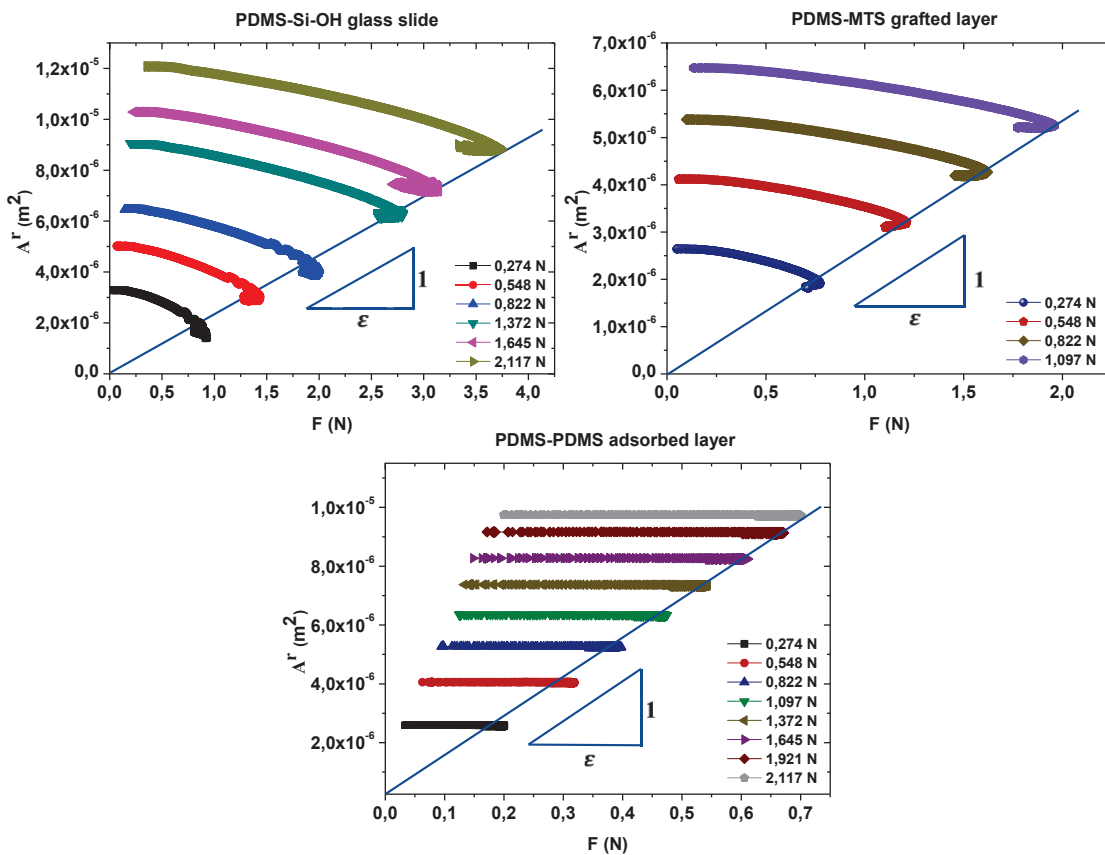 PDMS-Si-OH glass slide
A^r (m²)
1,2x10⁻⁵
1,0x10⁻⁵
8,0x10⁻⁶
6,0x10⁻⁶
4,0x10⁻⁶
2,0x10⁻⁶
0,0
0,0 0,5 1,0 1,5 2,0 2,5 3,0 3,5 4,0
F (N)
1
ε
0,274 N
0,548 N
0,822 N
1,372 N
1,645 N
2,117 N
PDMS-MTS grafted layer
A^r (m²)
7,0x10⁻⁶
6,0x10⁻⁶
5,0x10⁻⁶
4,0x10⁻⁶
3,0x10⁻⁶
2,0x10⁻⁶
1,0x10⁻⁶
0,0
0,0 0,5 1,0 1,5 2,0
F (N)
1
ε
0,274 N
0,548 N
0,822 N
1,097 N
PDMS-PDMS adsorbed layer
A^r (m²)
1,0x10⁻⁵
8,0x10⁻⁶
6,0x10⁻⁶
4,0x10⁻⁶
2,0x10⁻⁶
0,0 0,1 0,2 0,3 0,4 0,5 0,6 0,7
F (N)
1
ε
0,274 N
0,548 N
0,822 N
1,097 N
1,372 N
1,645 N
1,921 N
2,117 N